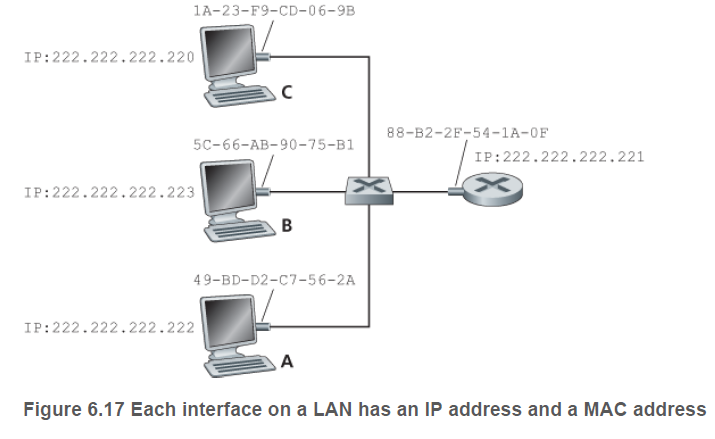 1A-23-F9-CD-06-9B
IP:222.222.222.220
C
5C-66-AB-90-75-B1
88-B2-2F-54-1A-0F
IP:222.222.222.221
IP:222.222.222.223
B
49-BD-D2-C7-56-2A
IP:222.222.222.222
A
Figure 6.17 Each interface on a LAN has an IP address and a MAC address